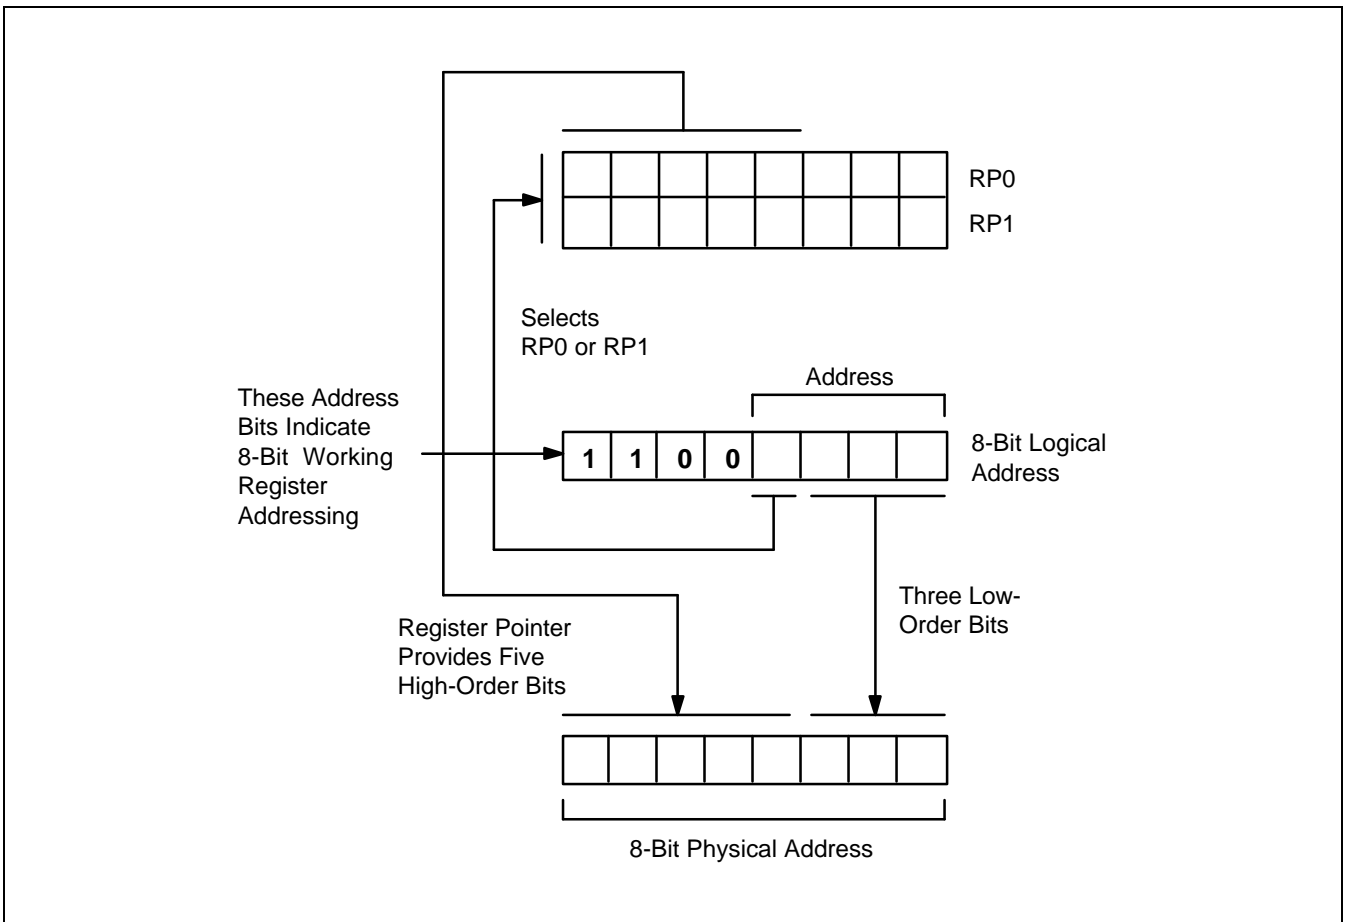 RP0
RP1
Selects
RP0 or RP1
Address
These Address
Bits Indicate
8-Bit Working
Register
Addressing
1 1 0 0
8-Bit Logical
Address
Three Low-
Order Bits
Register Pointer
Provides Five
High-Order Bits
8-Bit Physical Address